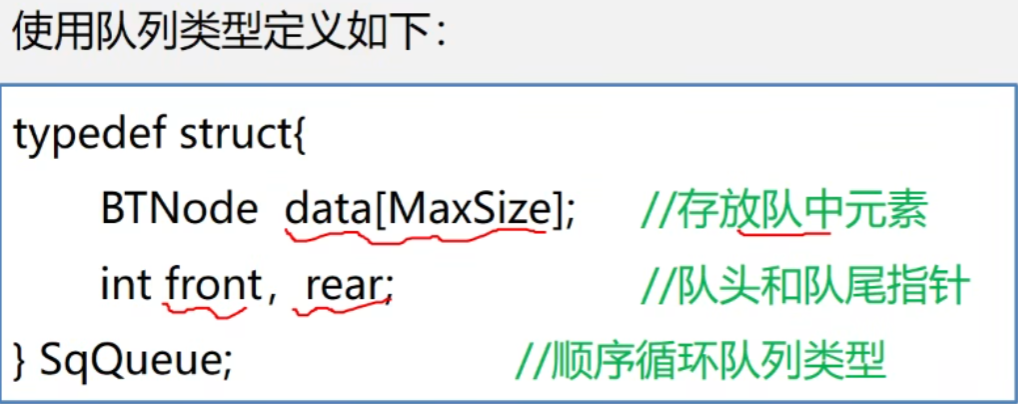 使用队列类型定义如下：
typedef struct{
BTNode data[MaxSize]; //存放队中元素
int front，rear; //队头和队尾指针
} SqQueue; //顺序循环队列类型